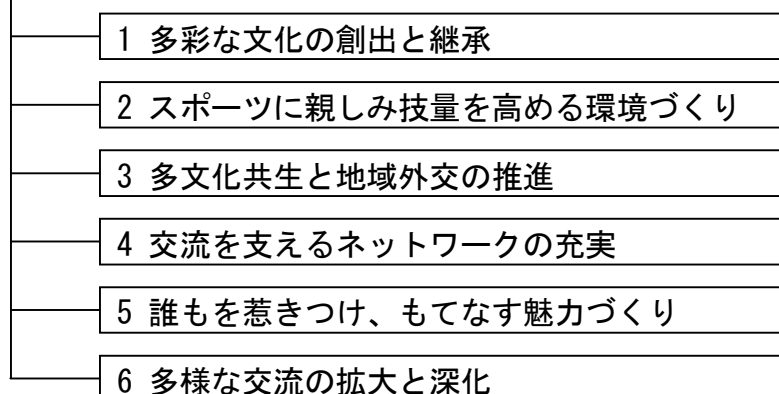 1 多彩な文化の創出と継承
2 スポーツに親しみ技量を高める環境づくり
3 多文化共生と地域外交の推進
4 交流を支えるネットワークの充実
5 誰もを惹きつけ、もてなす魅力づくり
6 多様な交流の拡大と深化